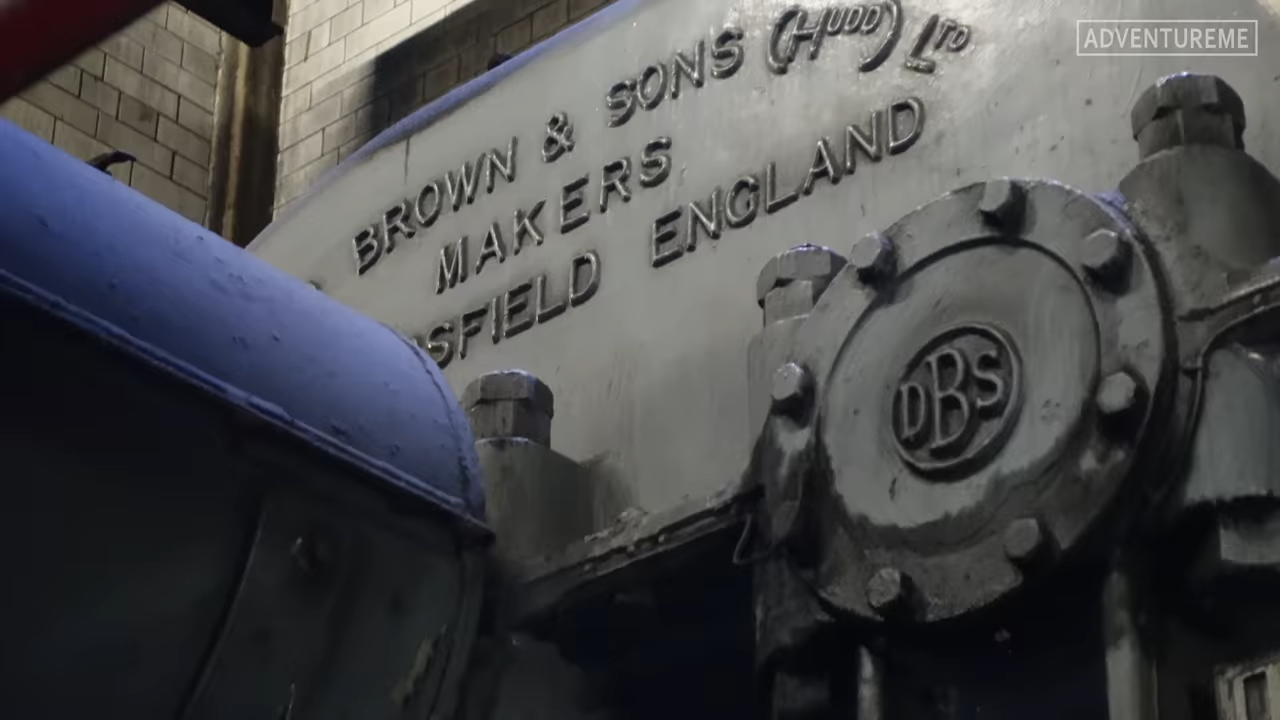 ADVENTUREME
BROWN & SONS (HUDD) LTD
MAKERS
SFIELD ENGLAND
DBS